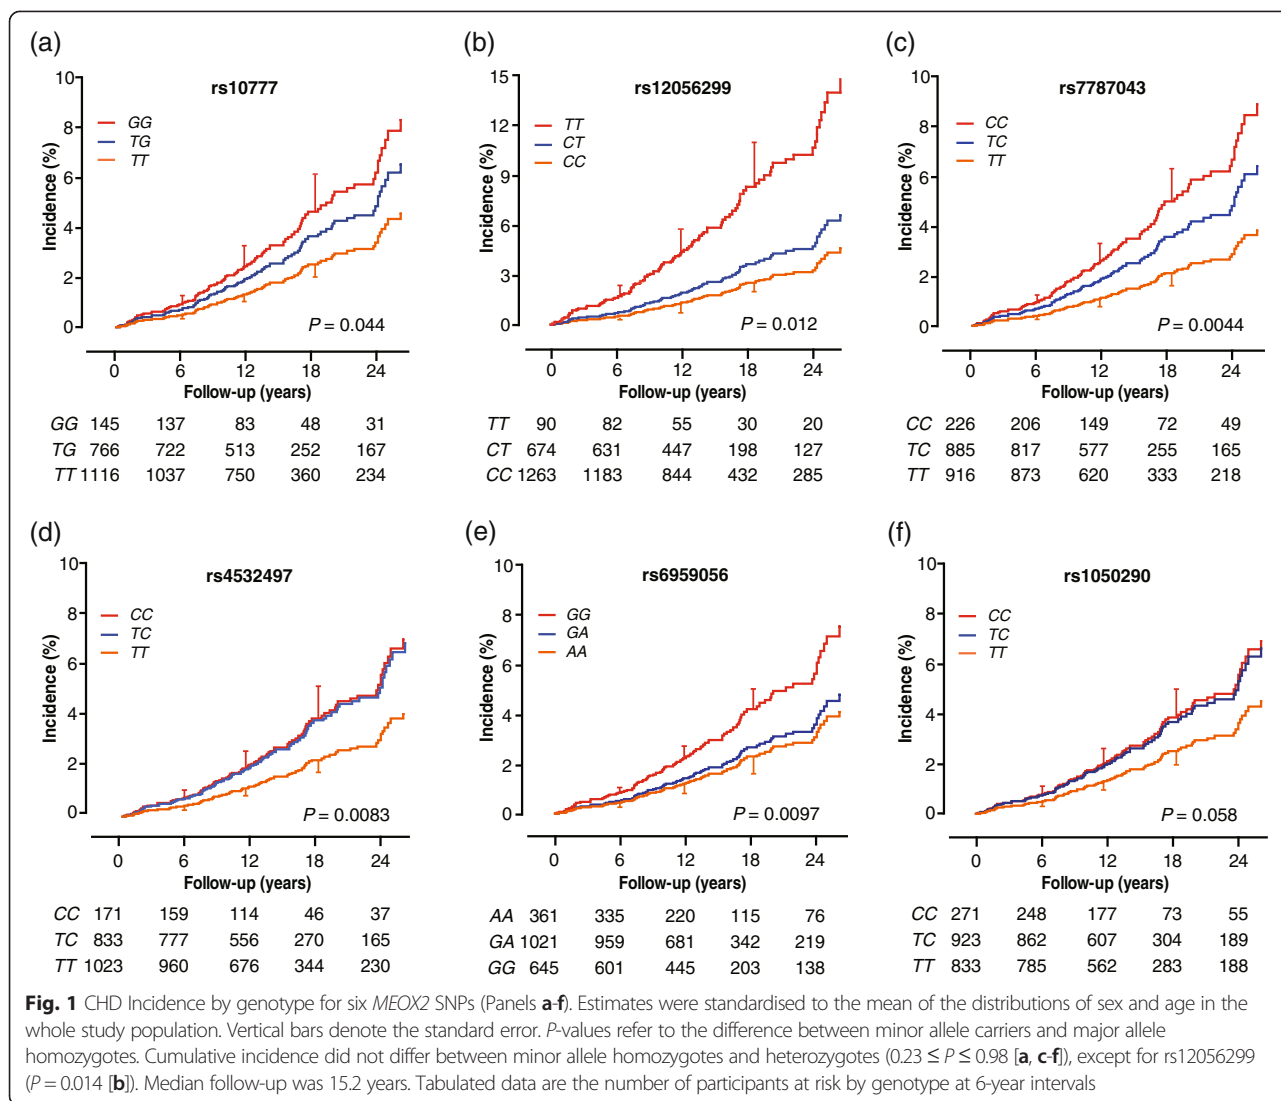 (a)
rs10777
10
8
6
4
2
0
Incidence (%)
GG
TG
TT
P = 0.044
0 6 12 18 24
Follow-up (years)
GG 145 137 83 48 31
TG 766 722 513 252 167
TT 1116 1037 750 360 234
(b)
rs12056299
15
12
9
6
3
0
Incidence (%)
TT
CT
CC
P = 0.012
0 6 12 18 24
Follow-up (years)
TT 90 82 55 30 20
CT 674 631 447 198 127
CC 1263 1183 844 432 285
(c)
rs7787043
10
8
6
4
2
0
Incidence (%)
CC
TC
TT
P = 0.0044
0 6 12 18 24
Follow-up (years)
CC 226 206 149 72 49
TC 885 817 577 255 165
TT 916 873 620 333 218
(d)
rs4532497
10
8
6
4
2
0
Incidence (%)
CC
TC
TT
P = 0.0083
0 6 12 18 24
Follow-up (years)
CC 171 159 114 46 37
TC 833 777 556 270 165
TT 1023 960 676 344 230
(e)
rs6959056
10
8
6
4
2
0
Incidence (%)
GG
GA
AA
P = 0.0097
0 6 12 18 24
Follow-up (years)
AA 361 335 220 115 76
GA 1021 959 681 342 219
GG 645 601 445 203 138
(f)
rs1050290
10
8
6
4
2
0
Incidence (%)
CC
TC
TT
P = 0.058
0 6 12 18 24
Follow-up (years)
CC 271 248 177 73 55
TC 923 862 607 304 189
TT 833 785 562 283 188
Fig. 1 CHD Incidence by genotype for six MEOX2 SNPs (Panels a-f). Estimates were standardised to the mean of the distributions of sex and age in the
whole study population. Vertical bars denote the standard error. P-values refer to the difference between minor allele carriers and major allele
homozygotes. Cumulative incidence did not differ between minor allele homozygotes and heterozygotes (0.23 ≤ P ≤ 0.98 [a, c-f]), except for rs12056299
(P = 0.014 [b]). Median follow-up was 15.2 years. Tabulated data are the number of participants at risk by genotype at 6-year intervals